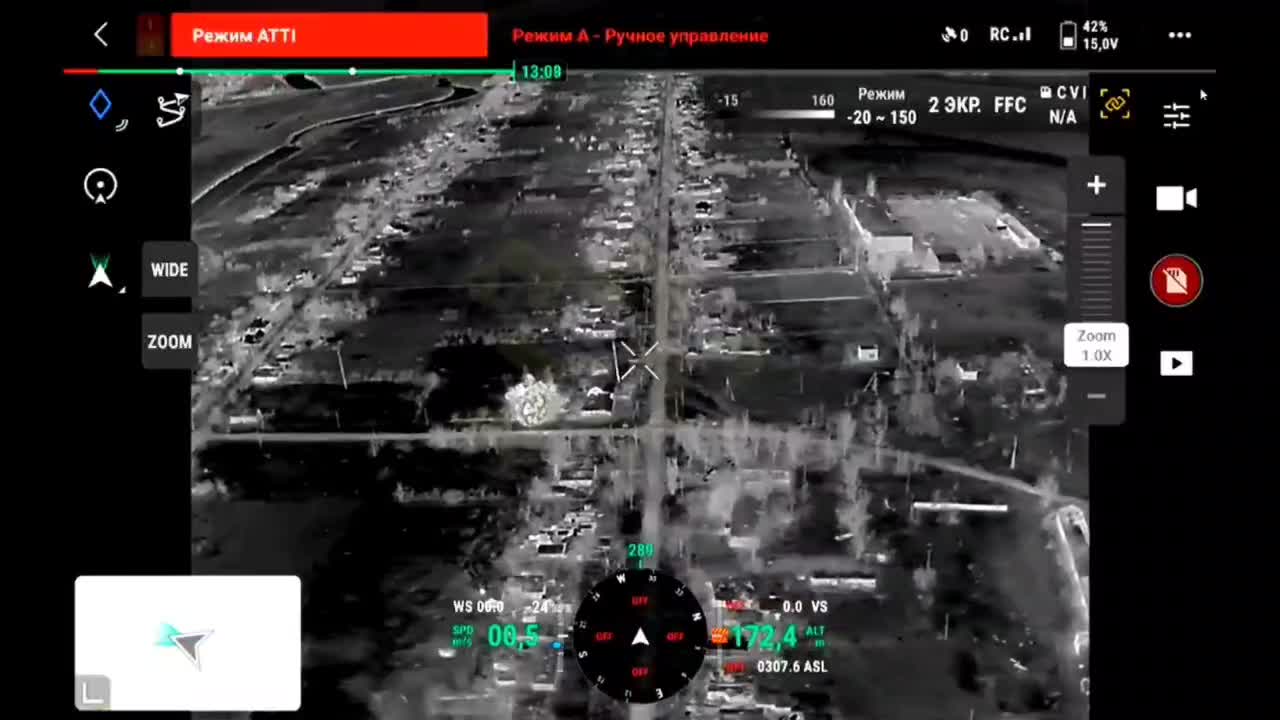 Режим ATTI
Режим A - Ручное управление
0
RC
42%
15,0V
13:09
-15
160
Режим
-20 ~ 150
2 ЭКР.
FFC
C V I
N/A
WIDE
ZOOM
Zoom
1.0X
289
WS 00.0
-24
0.0 VS
SPD
m/s
00,5
172,4
ALT
m
0307.6 ASL
W
N
S
E
OFF
OFF
OFF
OFF